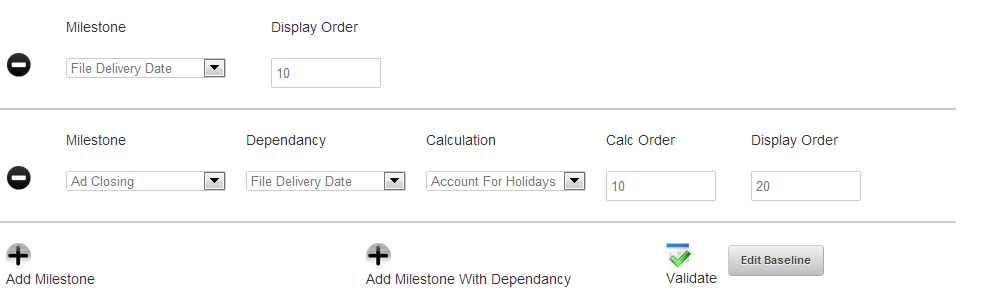 Milestone Display Order
File Delivery Date 10
Milestone Dependancy Calculation Calc Order Display Order
Ad Closing File Delivery Date Account For Holidays 10 20
Add Milestone Add Milestone With Dependancy Validate Edit Baseline